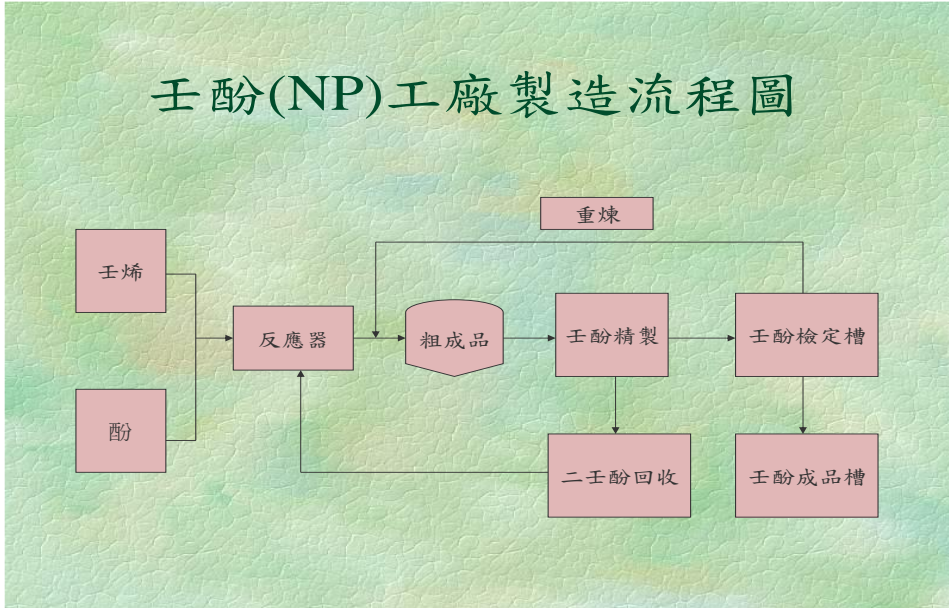 壬酚(NP)工廠製造流程圖
重煉
壬烯
反應器
粗成品
壬酚精製
壬酚檢定槽
酚
二壬酚回收
壬酚成品槽